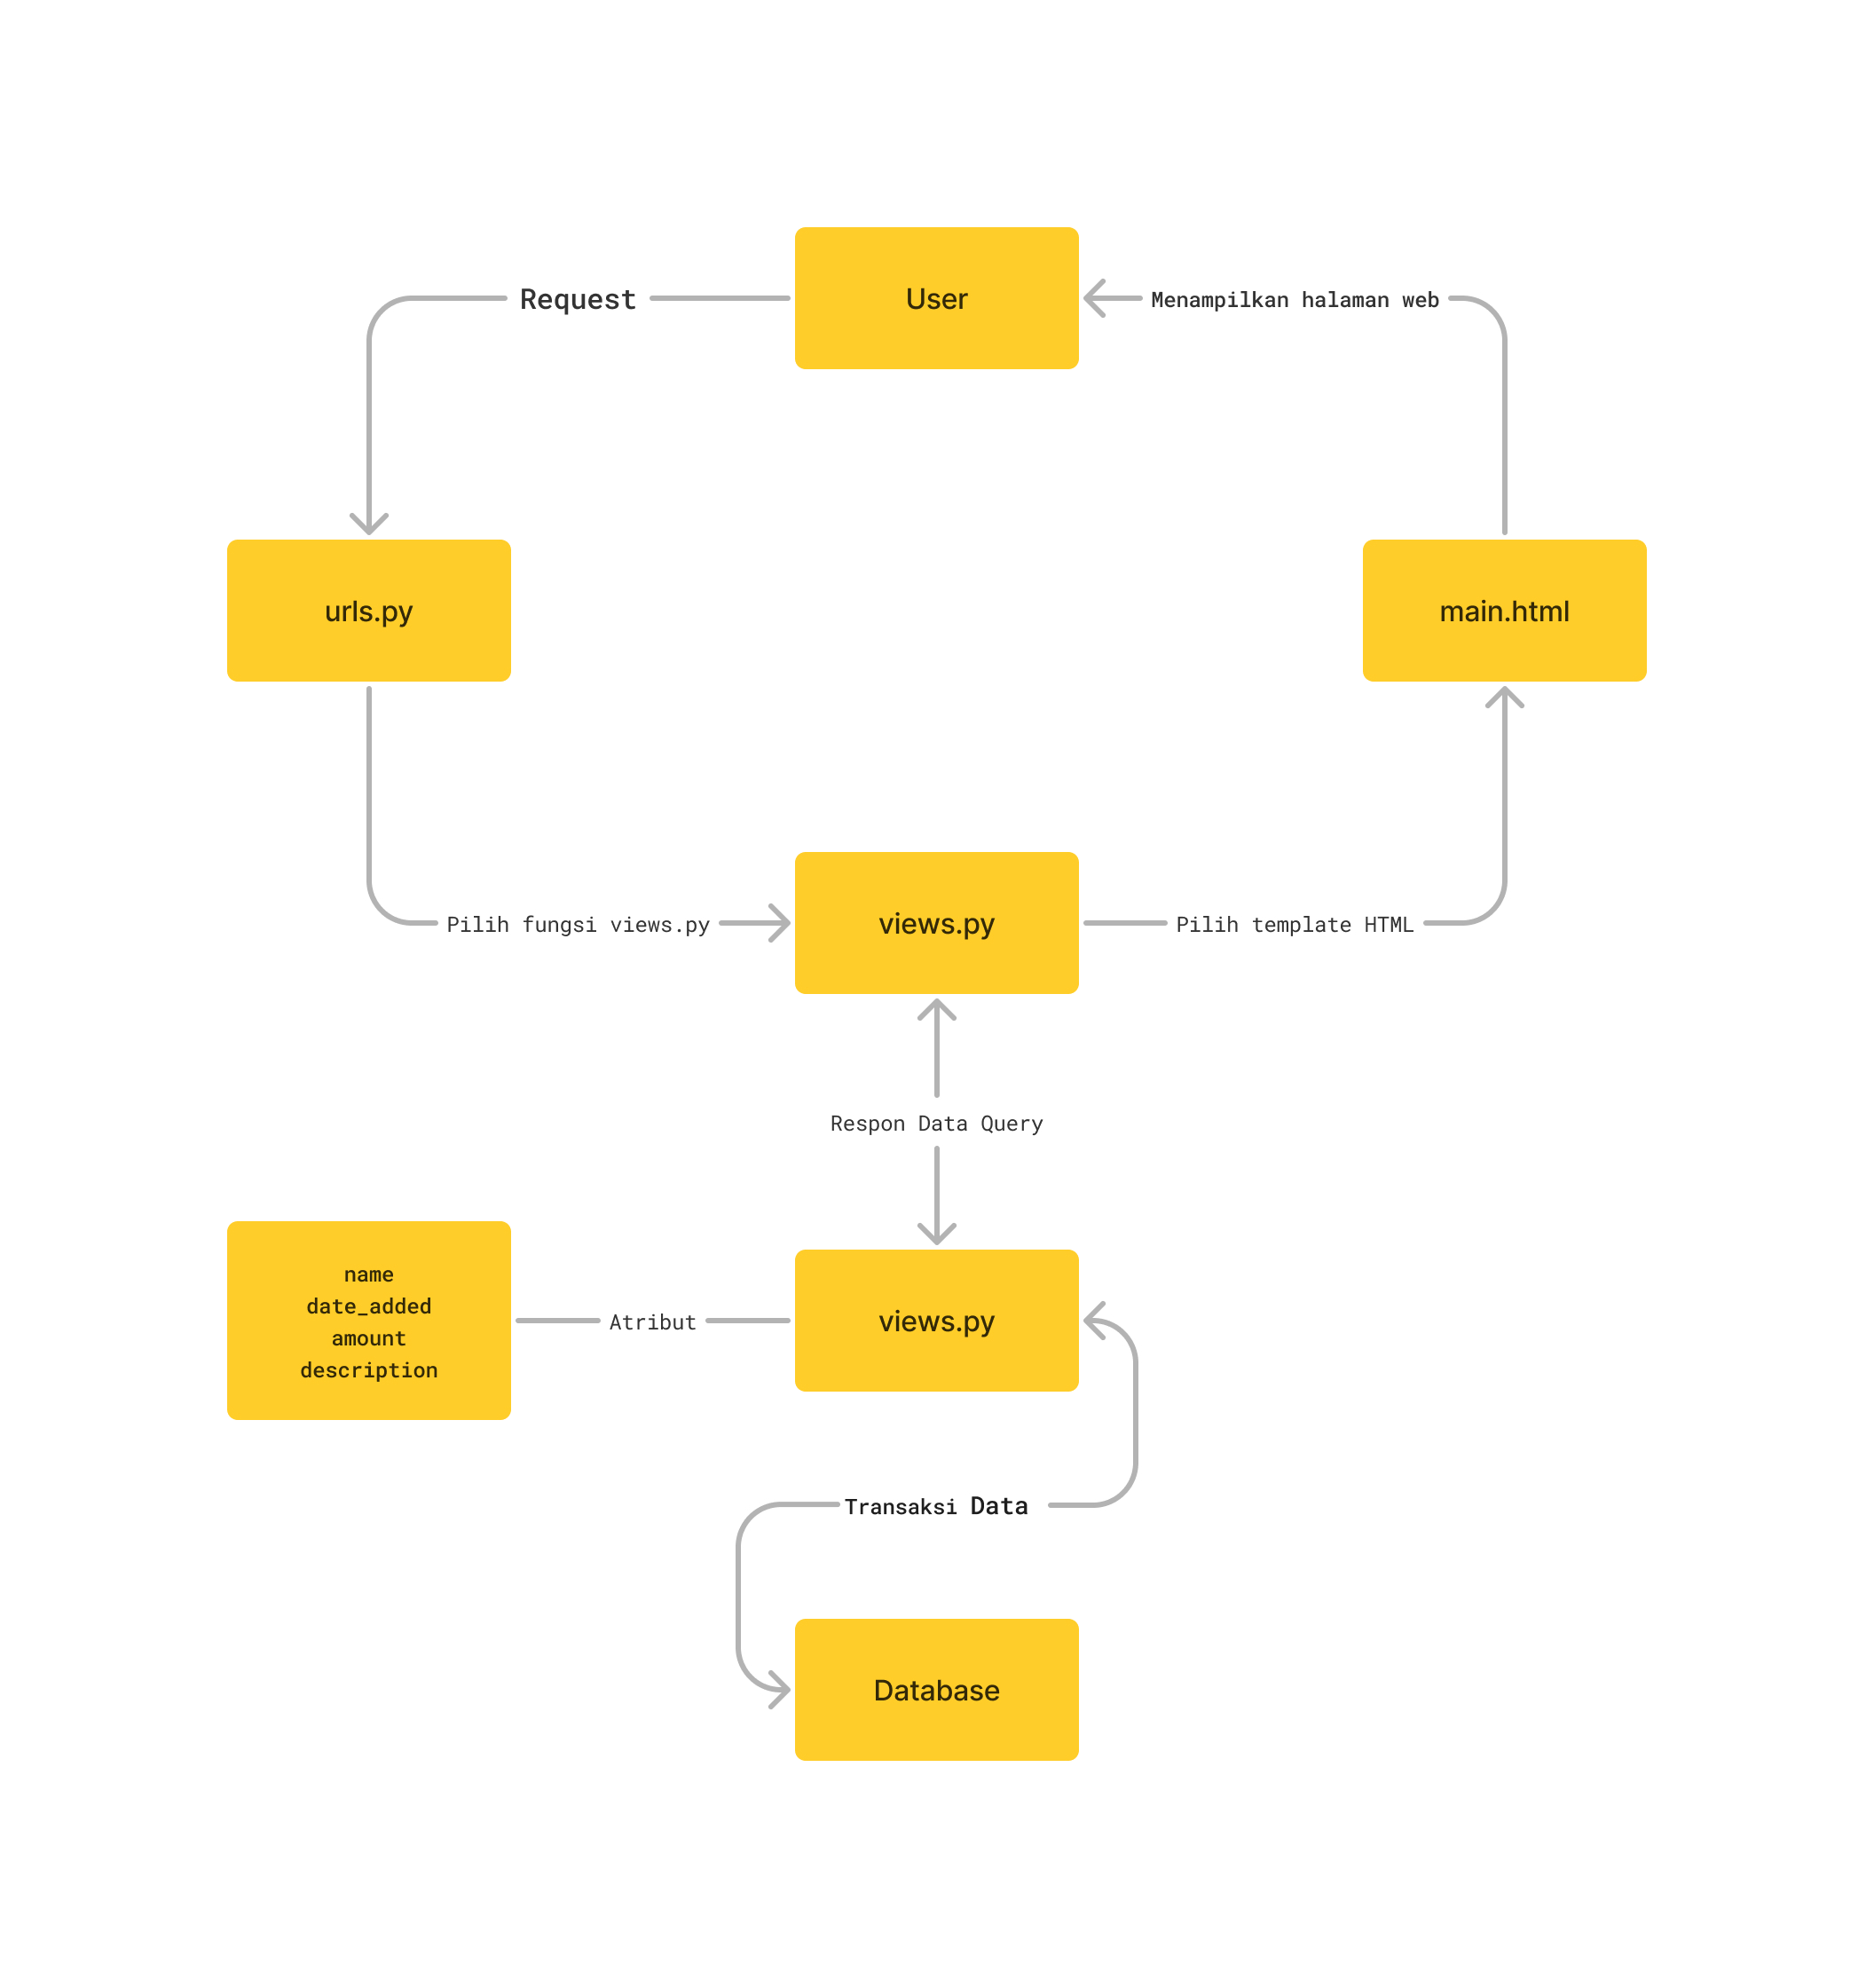 User
Request
Menampilkan halaman web
urls.py
main.html
Pilih fungsi views.py
views.py
Pilih template HTML
Respon Data Query
name
date_added
amount
description
Atribut
views.py
Transaksi Data
Database